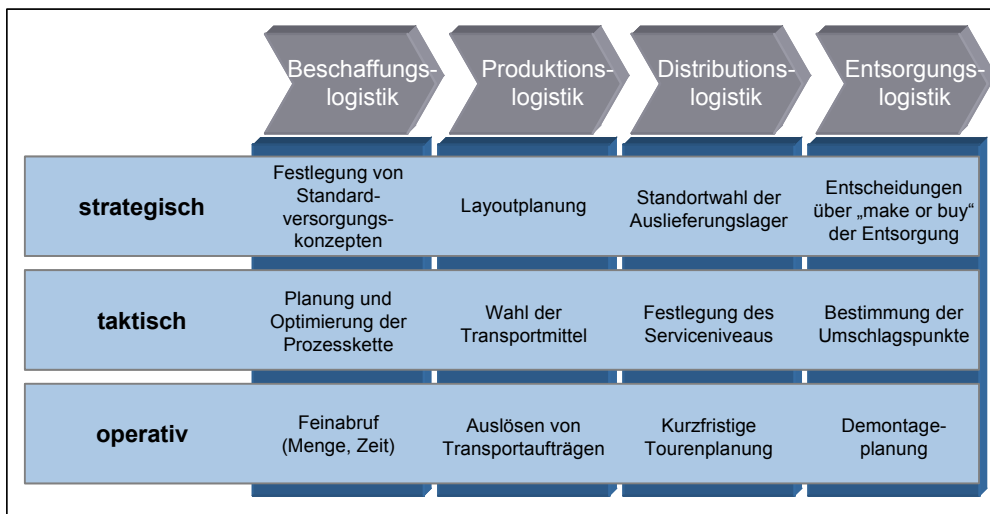 Beschaffungs-
logistik
Produktions-
logistik
Distributions-
logistik
Entsorgungs-
logistik
strategisch
Festlegung von
Standard-
versorgungs-
konzepten
Layoutplanung
Standortwahl der
Auslieferungslager
Entscheidungen
über „make or buy“
der Entsorgung
taktisch
Planung und
Optimierung der
Prozesskette
Wahl der
Transportmittel
Festlegung des
Serviceniveaus
Bestimmung der
Umschlagspunkte
operativ
Feinabruf
(Menge, Zeit)
Auslösen von
Transportaufträgen
Kurzfristige
Tourenplanung
Demontage-
planung